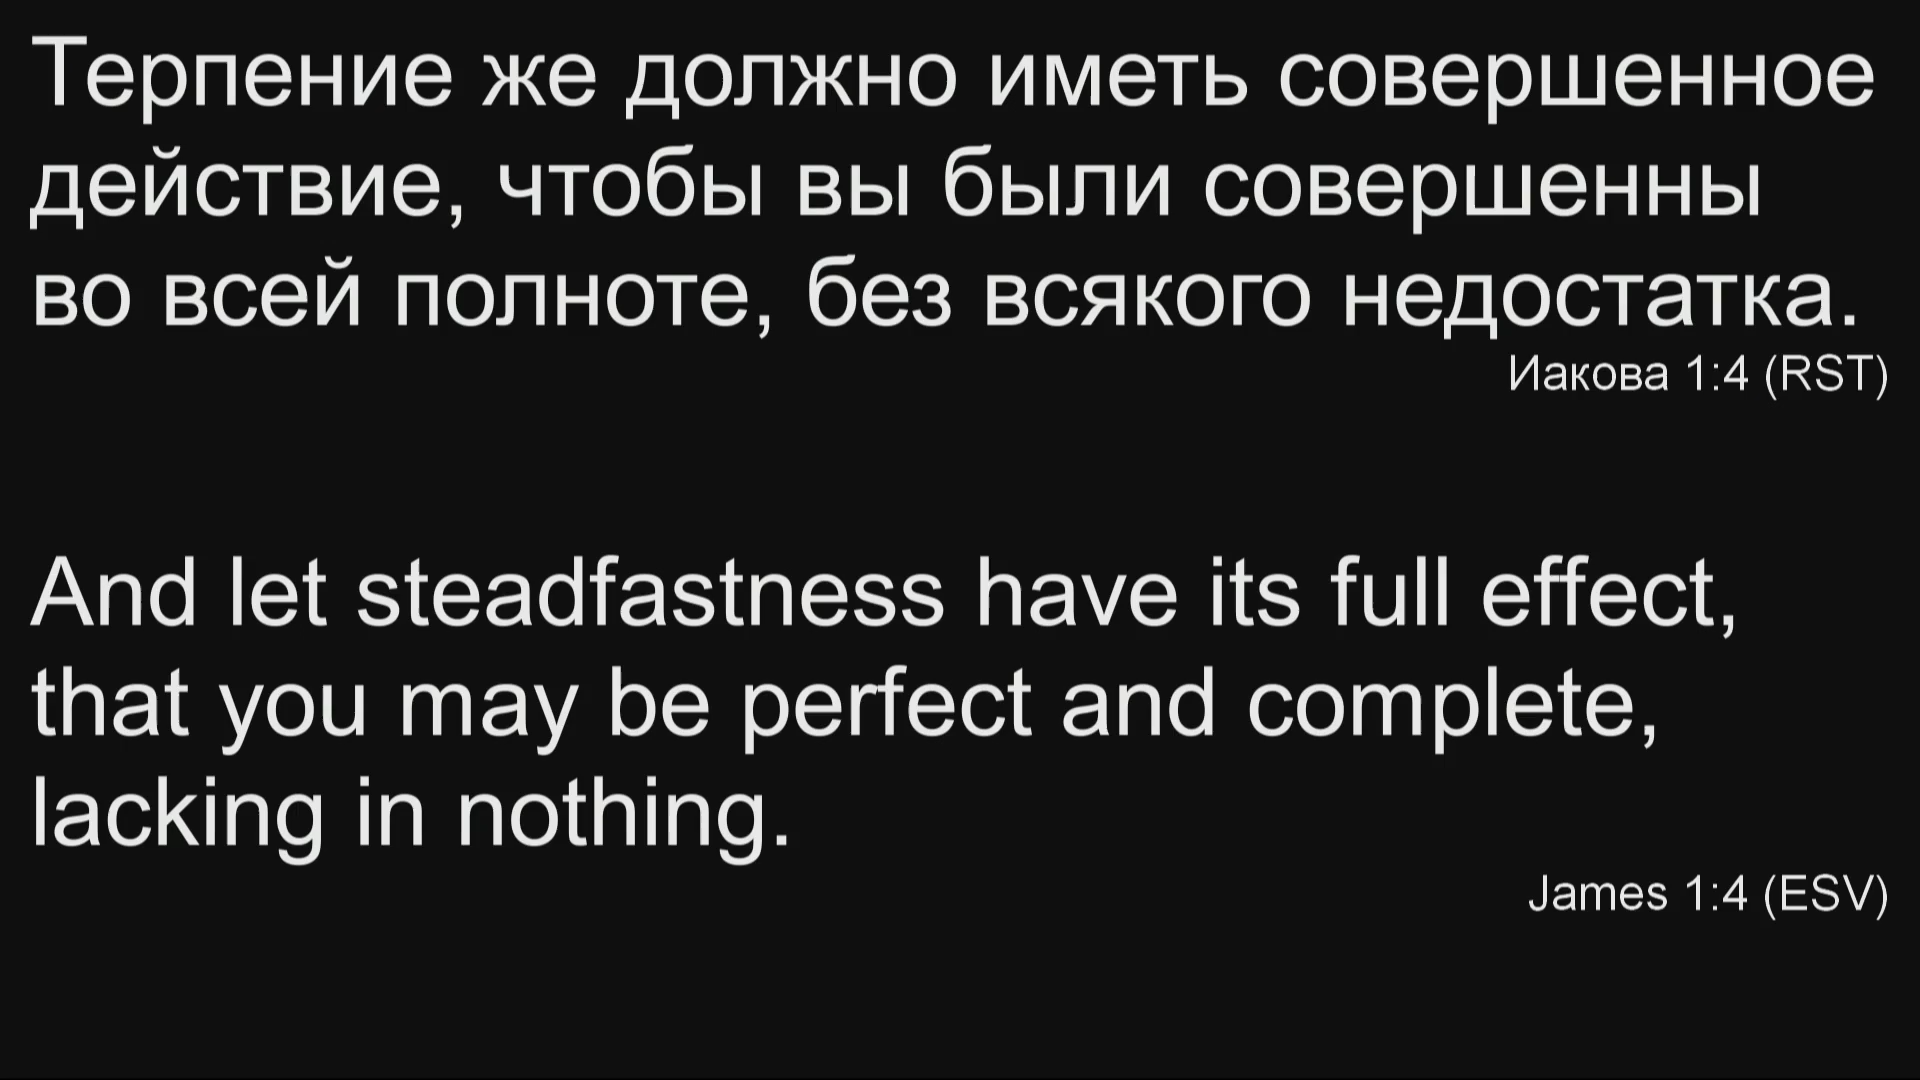 Терпение же должно иметь совершенное
действие, чтобы вы были совершенны
во всей полноте, без всякого недостатка.
Иакова 1:4 (RST)
And let steadfastness have its full effect,
that you may be perfect and complete,
lacking in nothing.
James 1:4 (ESV)